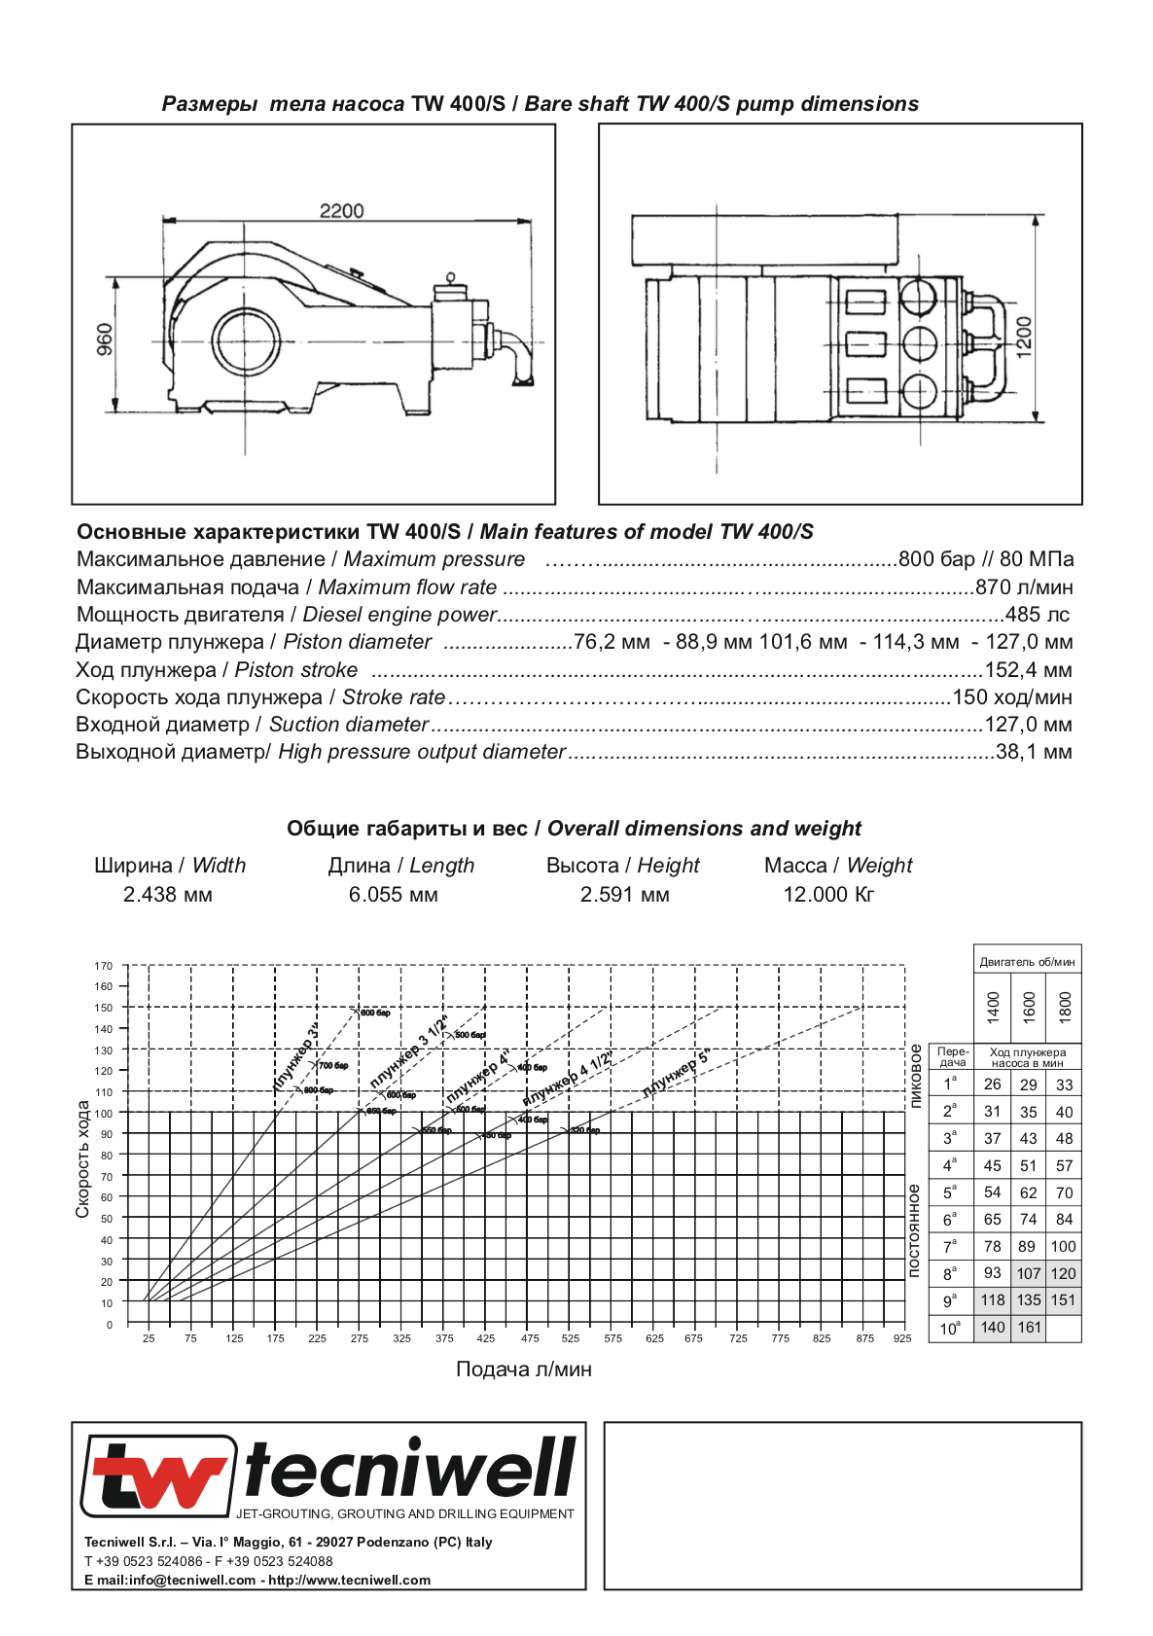 Размеры тела насоса TW 400/S / Bare shaft TW 400/S pump dimensions
2200
960
1200
Основные характеристики TW 400/S / Main features of model TW 400/S
Максимальное давление / Maximum pressure ...800 бар // 80 МПа
Максимальная подача / Maximum flow rate ...870 л/мин
Мощность двигателя / Diesel engine power...485 лс
Диаметр плунжера / Piston diameter ...76,2 мм - 88,9 мм 101,6 мм - 114,3 мм - 127,0 мм
Ход плунжера / Piston stroke ...152,4 мм
Скорость хода плунжера / Stroke rate...150 ход/мин
Входной диаметр / Suction diameter...127,0 мм
Выходной диаметр/ High pressure output diameter...38,1 мм
Общие габариты и вес / Overall dimensions and weight
Ширина / Width Длина / Length Высота / Height Масса / Weight
2.438 мм 6.055 мм 2.591 мм 12.000 Кг
Скорость хода
170
160
150
140
130
120
110
100
90
80
70
60
50
40
30
20
10
0
плунжер 3"
плунжер 3 1/2"
плунжер 4"
плунжер 4 1/2"
плунжер 5"
600 бар
700 бар
800 бар
500 бар
600 бар
650 бар
400 бар
500 бар
550 бар
400 бар
450 бар
320 бар
25 75 125 175 225 275 325 375 425 475 525 575 625 675 725 775 825 875 925
Подача л/мин
пиковое
постоянное
Двигатель об/мин
1400 1600 1800
Пере-
дача
Ход плунжера
насоса в мин
1ª 26 29 33
2ª 31 35 40
3ª 37 43 48
4ª 45 51 57
5ª 54 62 70
6ª 65 74 84
7ª 78 89 100
8ª 93 107 120
9ª 118 135 151
10ª 140 161
tw tecniwell
JET-GROUTING, GROUTING AND DRILLING EQUIPMENT
Tecniwell S.r.l. – Via. I° Maggio, 61 - 29027 Podenzano (PC) Italy
T +39 0523 524086 - F +39 0523 524088
E mail:info@tecniwell.com - http://www.tecniwell.com